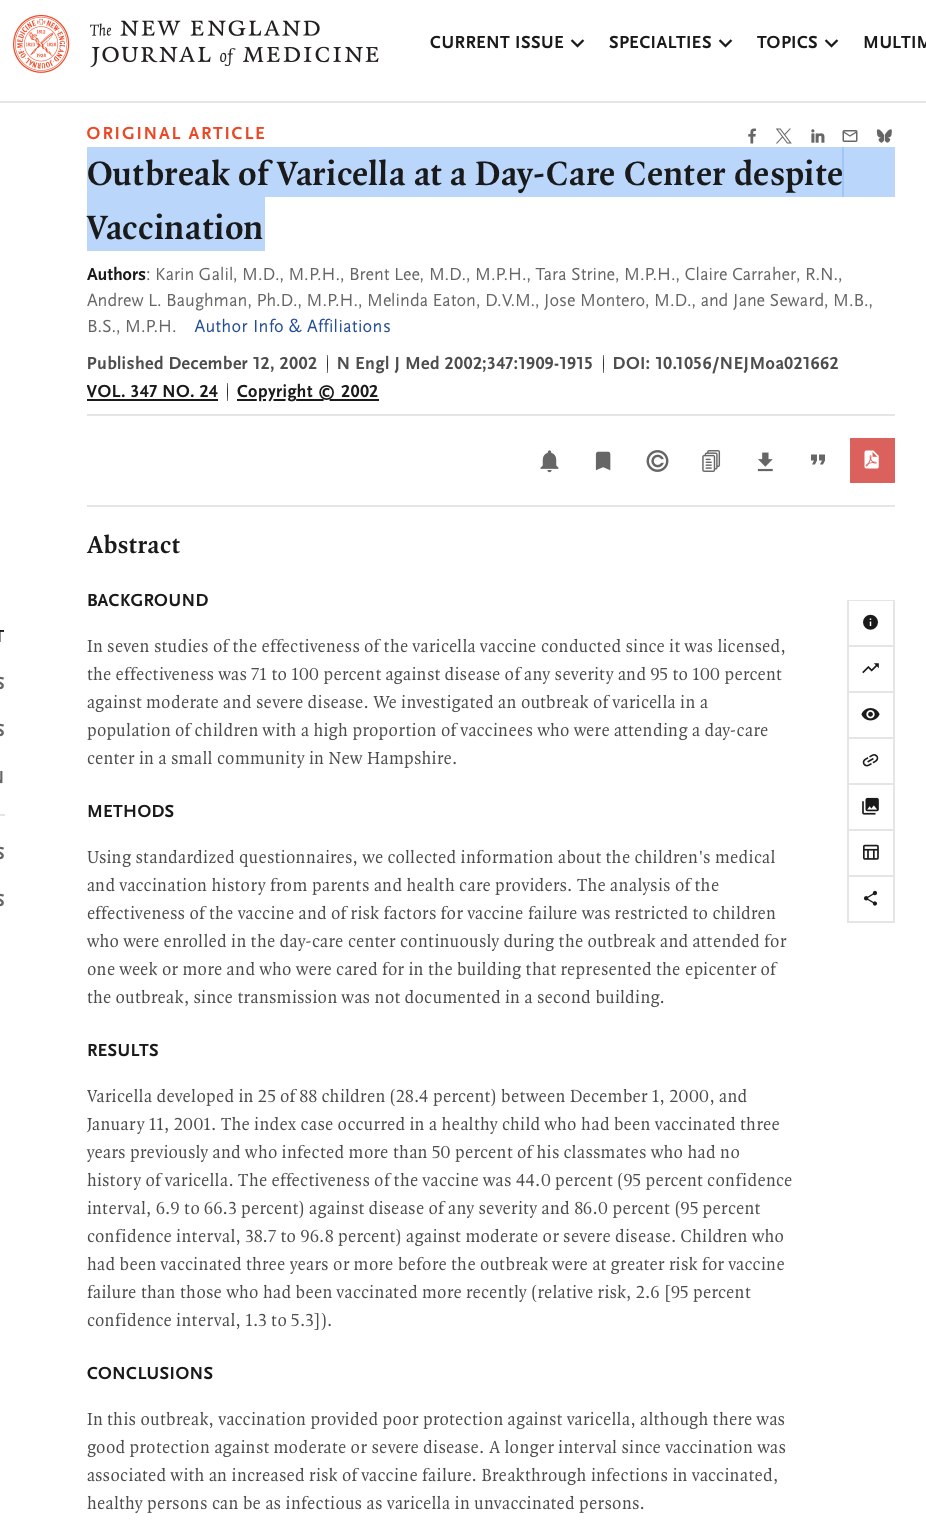 The NEW ENGLAND
JOURNAL of MEDICINE
CURRENT ISSUE
SPECIALTIES
TOPICS
MULTIM
ORIGINAL ARTICLE
Outbreak of Varicella at a Day-Care Center despite
Vaccination
Authors: Karin Galil, M.D., M.P.H., Brent Lee, M.D., M.P.H., Tara Strine, M.P.H., Claire Carraher, R.N.,
Andrew L. Baughman, Ph.D., M.P.H., Melinda Eaton, D.V.M., Jose Montero, M.D., and Jane Seward, M.B.,
B.S., M.P.H. Author Info & Affiliations
Published December 12, 2002 | N Engl J Med 2002;347:1909-1915 | DOI: 10.1056/NEJMoa021662
VOL. 347 NO. 24 | Copyright © 2002
Abstract
BACKGROUND
In seven studies of the effectiveness of the varicella vaccine conducted since it was licensed,
the effectiveness was 71 to 100 percent against disease of any severity and 95 to 100 percent
against moderate and severe disease. We investigated an outbreak of varicella in a
population of children with a high proportion of vaccinees who were attending a day-care
center in a small community in New Hampshire.
METHODS
Using standardized questionnaires, we collected information about the children's medical
and vaccination history from parents and health care providers. The analysis of the
effectiveness of the vaccine and of risk factors for vaccine failure was restricted to children
who were enrolled in the day-care center continuously during the outbreak and attended for
one week or more and who were cared for in the building that represented the epicenter of
the outbreak, since transmission was not documented in a second building.
RESULTS
Varicella developed in 25 of 88 children (28.4 percent) between December 1, 2000, and
January 11, 2001. The index case occurred in a healthy child who had been vaccinated three
years previously and who infected more than 50 percent of his classmates who had no
history of varicella. The effectiveness of the vaccine was 44.0 percent (95 percent confidence
interval, 6.9 to 66.3 percent) against disease of any severity and 86.0 percent (95 percent
confidence interval, 38.7 to 96.8 percent) against moderate or severe disease. Children who
had been vaccinated three years or more before the outbreak were at greater risk for vaccine
failure than those who had been vaccinated more recently (relative risk, 2.6 [95 percent
confidence interval, 1.3 to 5.3]).
CONCLUSIONS
In this outbreak, vaccination provided poor protection against varicella, although there was
good protection against moderate or severe disease. A longer interval since vaccination was
associated with an increased risk of vaccine failure. Breakthrough infections in vaccinated,
healthy persons can be as infectious as varicella in unvaccinated persons.